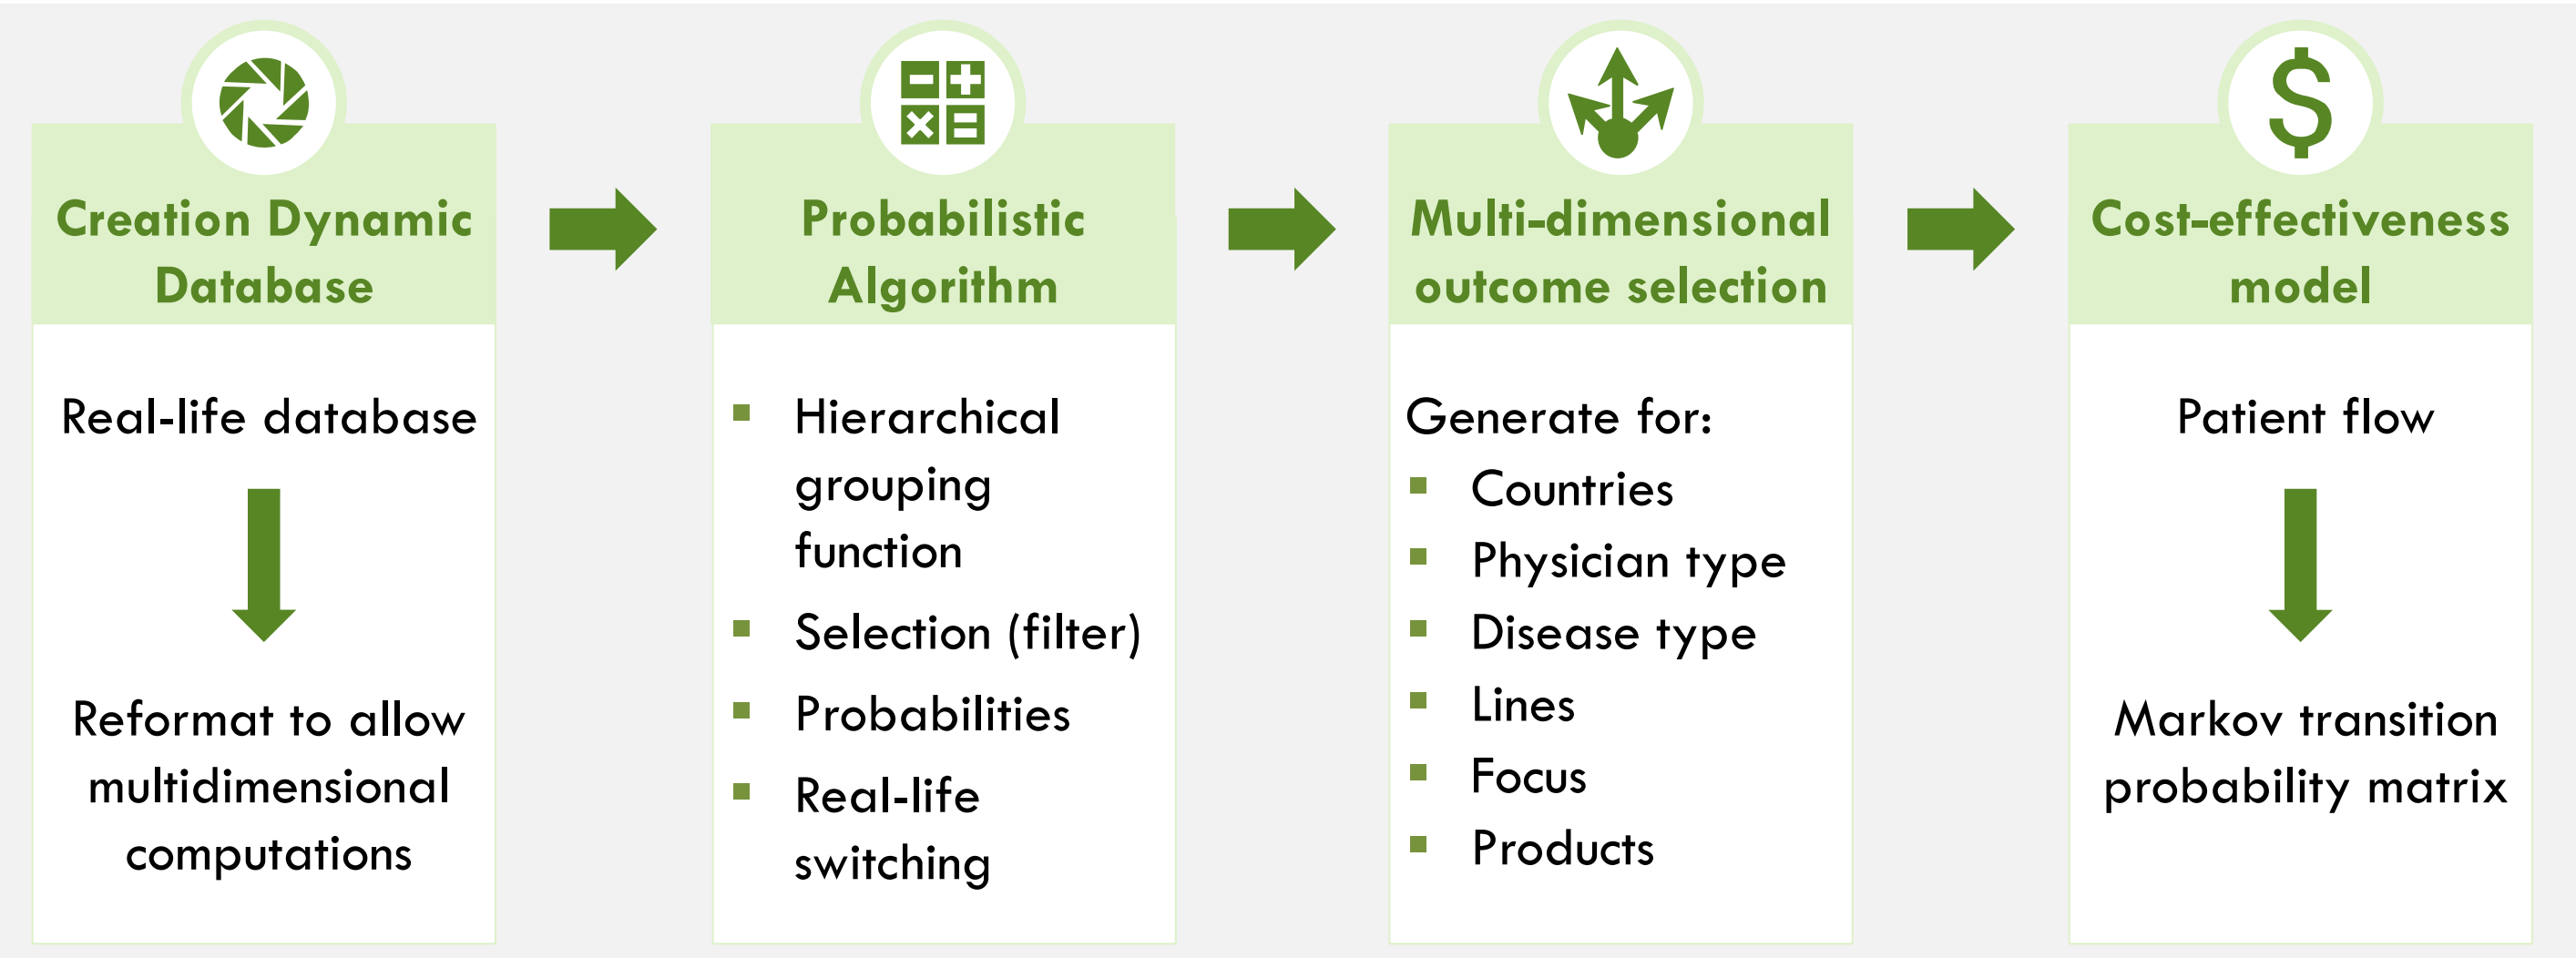 Creation Dynamic
Database
Real-life database
Reformat to allow
multidimensional
computations
Probabilistic
Algorithm
▪ Hierarchical
grouping
function
▪ Selection (filter)
▪ Probabilities
▪ Real-life
switching
Multi-dimensional
outcome selection
Generate for:
▪ Countries
▪ Physician type
▪ Disease type
▪ Lines
▪ Focus
▪ Products
Cost-effectiveness
model
Patient flow
Markov transition
probability matrix